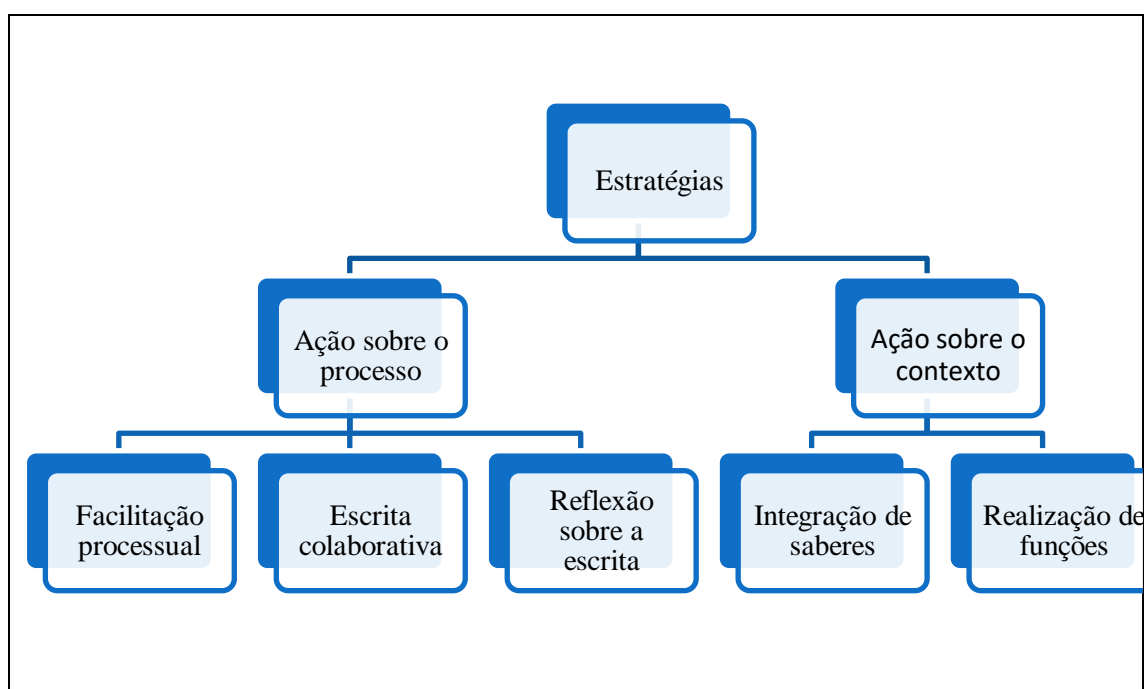 Estratégias
Ação sobre o
processo
Ação sobre o
contexto
Facilitação
processual
Escrita
colaborativa
Reflexão
sobre a
escrita
Integração de
saberes
Realização de
funções